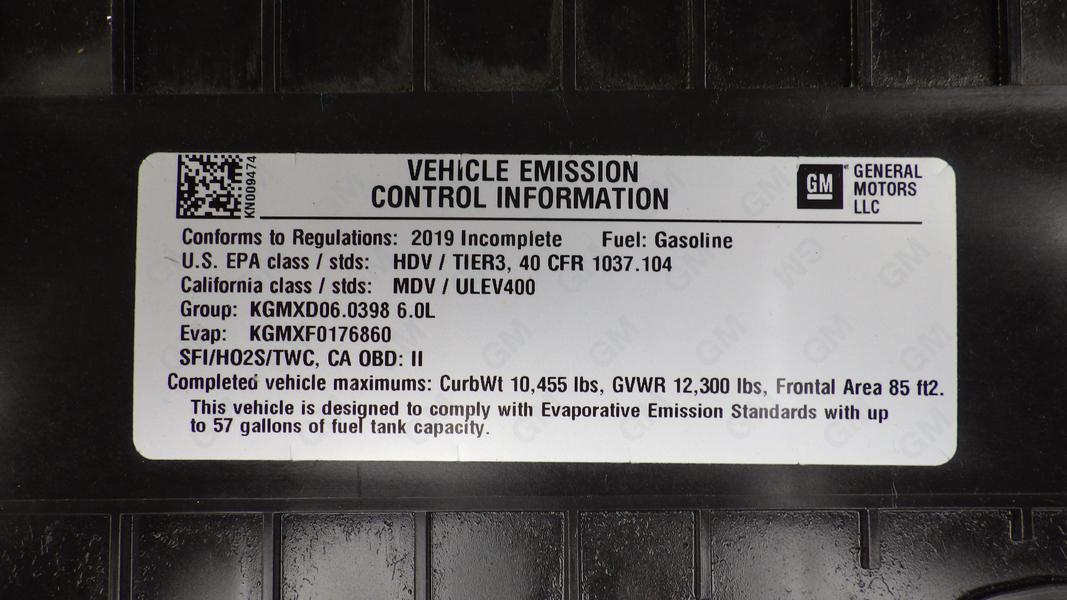 KN009474
VEHICLE EMISSION
CONTROL INFORMATION
GM
GENERAL
MOTORS
LLC
Conforms to Regulations: 2019 Incomplete Fuel: Gasoline
U.S. EPA class / stds: HDV / TIER3, 40 CFR 1037.104
California class / stds: MDV / ULEV400
Group: KGMXD06.0398 6.0L
Evap: KGMXF0176860
SFI/HO2S/TWC, CA OBD: II
Completed vehicle maximums: CurbWt 10,455 lbs, GVWR 12,300 lbs, Frontal Area 85 ft2.
This vehicle is designed to comply with Evaporative Emission Standards with up
to 57 gallons of fuel tank capacity.